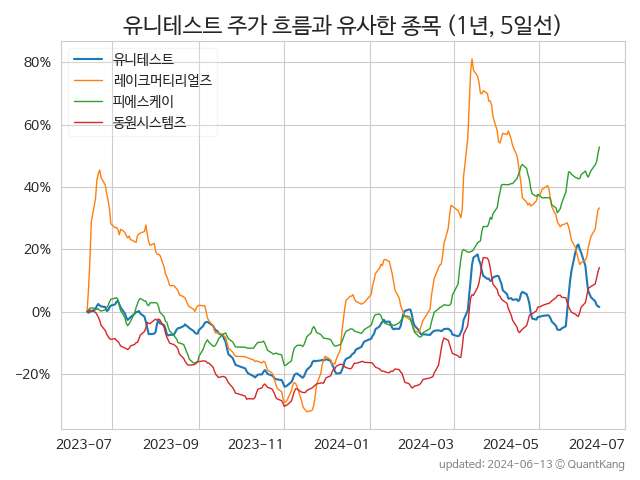 유니테스트 주가 흐름과 유사한 종목 (1년, 5일선)
유니테스트
레이크머티리얼즈
피에스케이
동원시스템즈
80%
60%
40%
20%
0%
−20%
2023-07 2023-09 2023-11 2024-01 2024-03 2024-05 2024-07
updated: 2024-06-13 © QuantKang